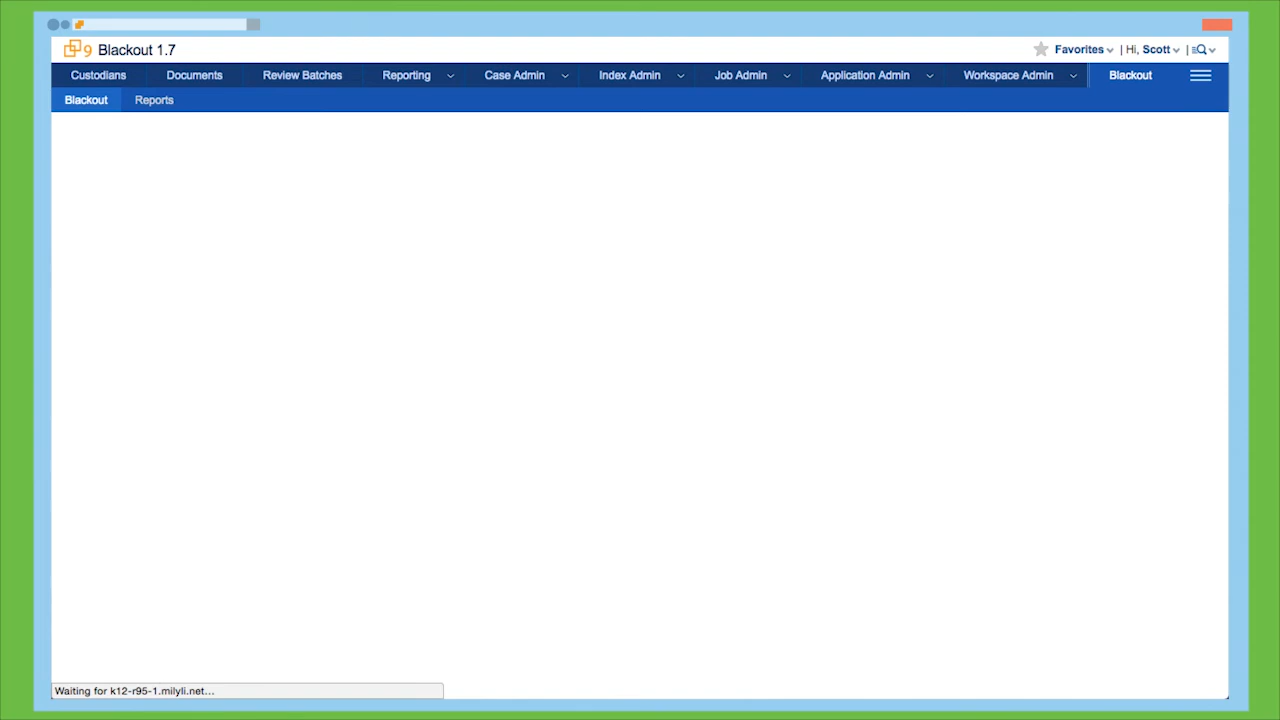 9 Blackout 1.7
Favorites | Hi, Scott |
Custodians Documents Review Batches Reporting Case Admin Index Admin Job Admin Application Admin Workspace Admin Blackout
Blackout Reports
Waiting for k12-r95-1.milyli.net...